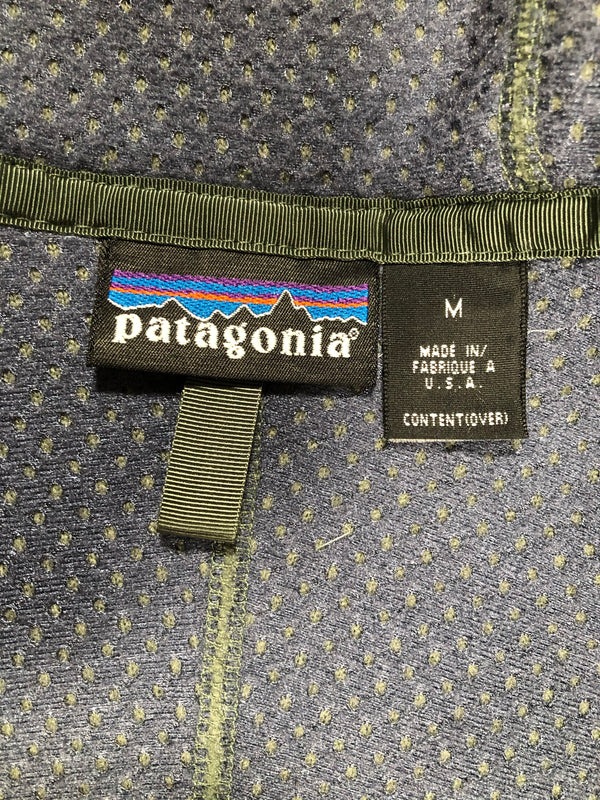 patagonia®
M
MADE IN/
FABRIQUE A
U.S.A.
CONTENT(OVER)